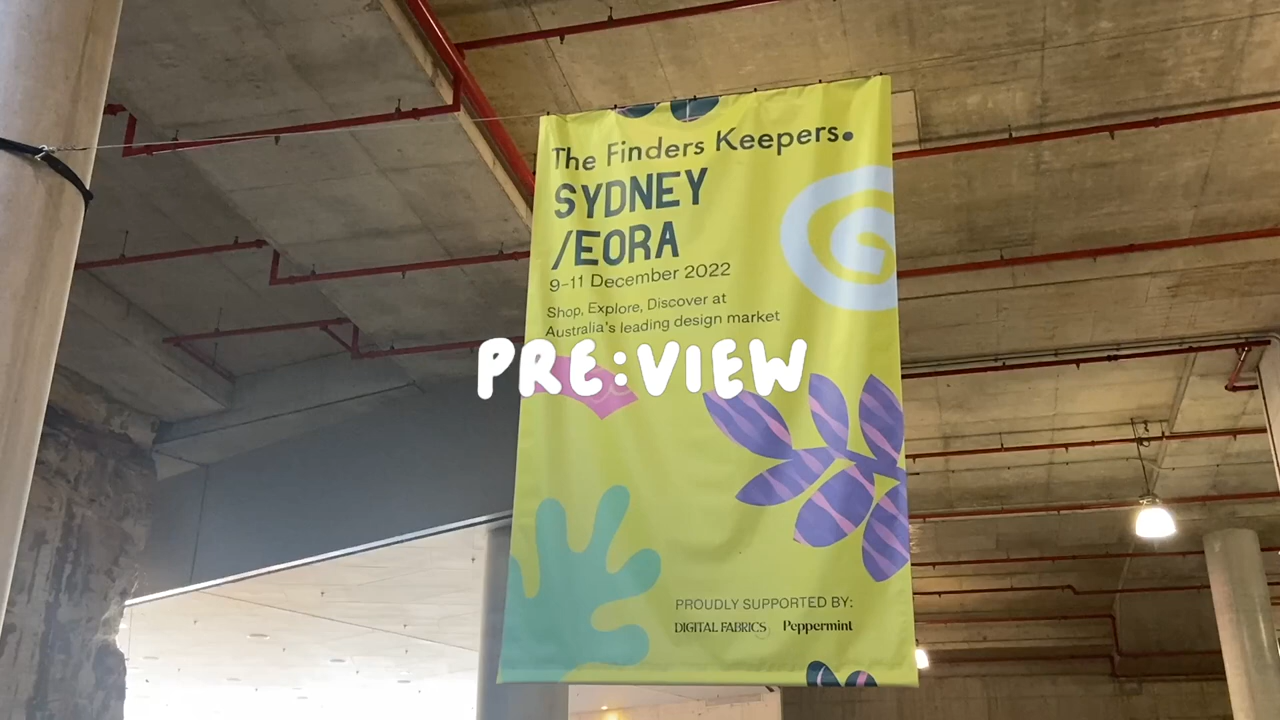 The Finders Keepers.
SYDNEY
/EORA
9–11 December 2022
Shop, Explore, Discover at
Australia's leading design market
PRE:VIEW
PROUDLY SUPPORTED BY:
DIGITAL FABRICS Peppermint